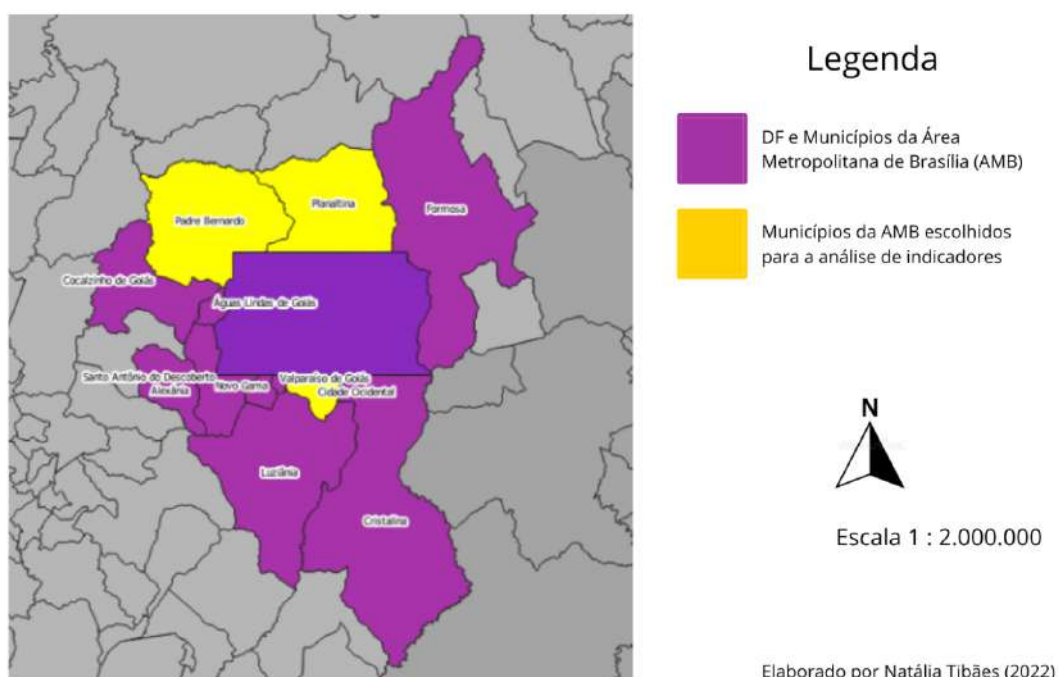 Legenda
DF e Municípios da Área
Metropolitana de Brasília (AMB)
Municípios da AMB escolhidos
para a análise de indicadores
Planaltina
Padre Bernardo
Formosa
Cocalzinho de Goiás
Águas Lindas de Goiás
Santo Antônio do Descoberto
Valparaíso de Goiás
Alexânia
Novo Gama
Cidade Ocidental
Luziânia
Cristalina
N
Escala 1 : 2.000.000
Elaborado por Natália Tibães (2022)